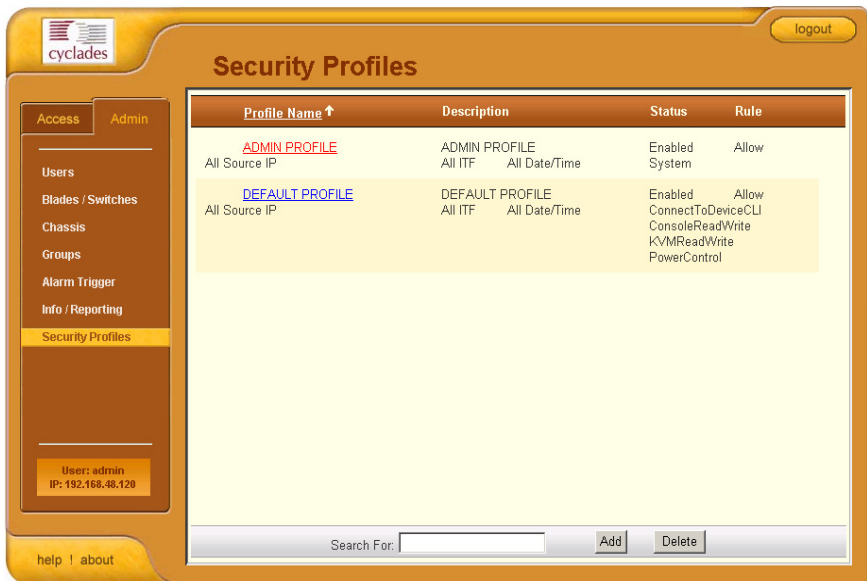 cyclades
logout
Security Profiles
Access Admin
Users
Blades / Switches
Chassis
Groups
Alarm Trigger
Info / Reporting
Security Profiles
User: admin
IP: 192.168.48.120
help ! about
Profile Name ↑ Description Status Rule
ADMIN PROFILE ADMIN PROFILE Enabled Allow
All Source IP All ITF All Date/Time System
DEFAULT PROFILE DEFAULT PROFILE Enabled Allow
All Source IP All ITF All Date/Time ConnectToDeviceCLI
ConsoleReadWrite
KVMReadWrite
PowerControl
Search For: Add Delete